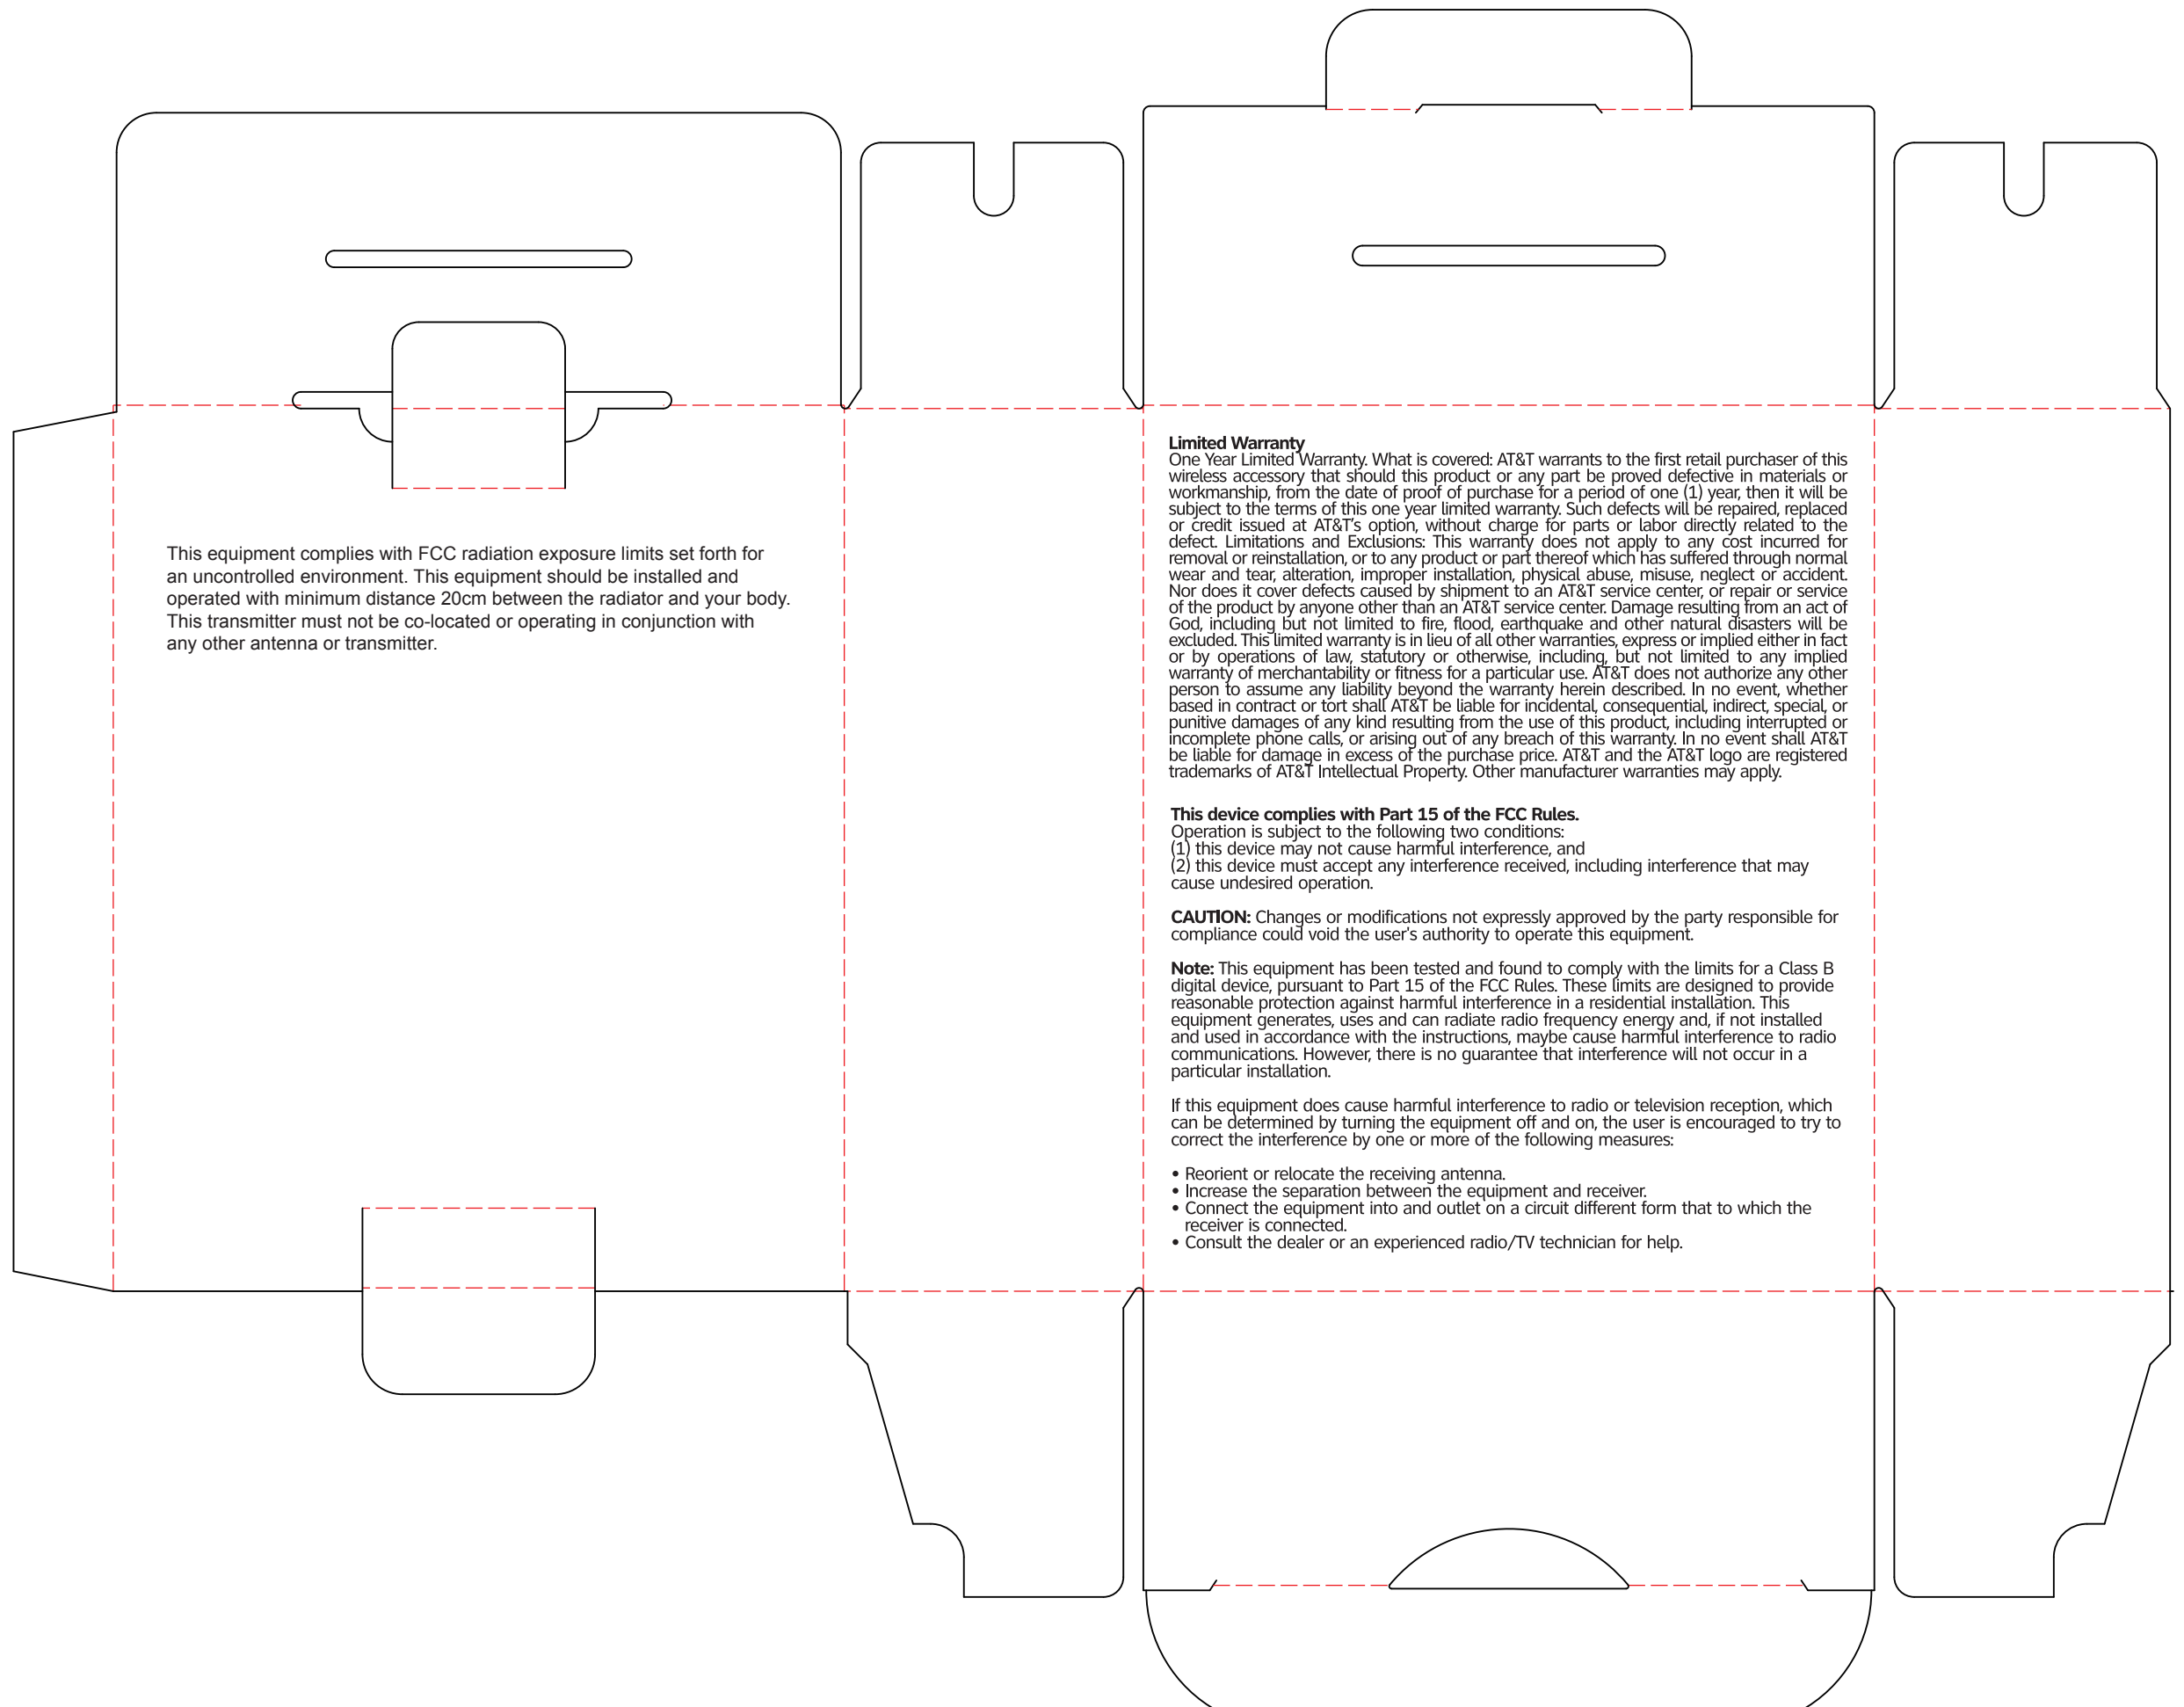 This equipment complies with FCC radiation exposure limits set forth for
an uncontrolled environment. This equipment should be installed and
operated with minimum distance 20cm between the radiator and your body.
This transmitter must not be co-located or operating in conjunction with
any other antenna or transmitter.
Limited Warranty
One Year Limited Warranty. What is covered: AT&T warrants to the first retail purchaser of this
wireless accessory that should this product or any part be proved defective in materials or
workmanship, from the date of proof of purchase for a period of one (1) year, then it will be
subject to the terms of this one year limited warranty. Such defects will be repaired, replaced
or credit issued at AT&T's option, without charge for parts or labor directly related to the
defect. Limitations and Exclusions: This warranty does not apply to any cost incurred for
removal or reinstallation, or to any product or part thereof which has suffered through normal
wear and tear, alteration, improper installation, physical abuse, misuse, neglect or accident.
Nor does it cover defects caused by shipment to an AT&T service center, or repair or service
of the product by anyone other than an AT&T service center. Damage resulting from an act of
God, including but not limited to fire, flood, earthquake and other natural disasters will be
excluded. This limited warranty is in lieu of all other warranties, express or implied either in fact
or by operations of law, statutory or otherwise, including, but not limited to any implied
warranty of merchantability or fitness for a particular use. AT&T does not authorize any other
person to assume any liability beyond the warranty herein described. In no event, whether
based in contract or tort shall AT&T be liable for incidental, consequential, indirect, special, or
punitive damages of any kind resulting from the use of this product, including interrupted or
incomplete phone calls, or arising out of any breach of this warranty. In no event shall AT&T
be liable for damage in excess of the purchase price. AT&T and the AT&T logo are registered
trademarks of AT&T Intellectual Property. Other manufacturer warranties may apply.
This device complies with Part 15 of the FCC Rules.
Operation is subject to the following two conditions:
(1) this device may not cause harmful interference, and
(2) this device must accept any interference received, including interference that may
cause undesired operation.
CAUTION: Changes or modifications not expressly approved by the party responsible for
compliance could void the user's authority to operate this equipment.
Note: This equipment has been tested and found to comply with the limits for a Class B
digital device, pursuant to Part 15 of the FCC Rules. These limits are designed to provide
reasonable protection against harmful interference in a residential installation. This
equipment generates, uses and can radiate radio frequency energy and, if not installed
and used in accordance with the instructions, maybe cause harmful interference to radio
communications. However, there is no guarantee that interference will not occur in a
particular installation.
If this equipment does cause harmful interference to radio or television reception, which
can be determined by turning the equipment off and on, the user is encouraged to try to
correct the interference by one or more of the following measures:
• Reorient or relocate the receiving antenna.
• Increase the separation between the equipment and receiver.
• Connect the equipment into and outlet on a circuit different form that to which the
receiver is connected.
• Consult the dealer or an experienced radio/TV technician for help.